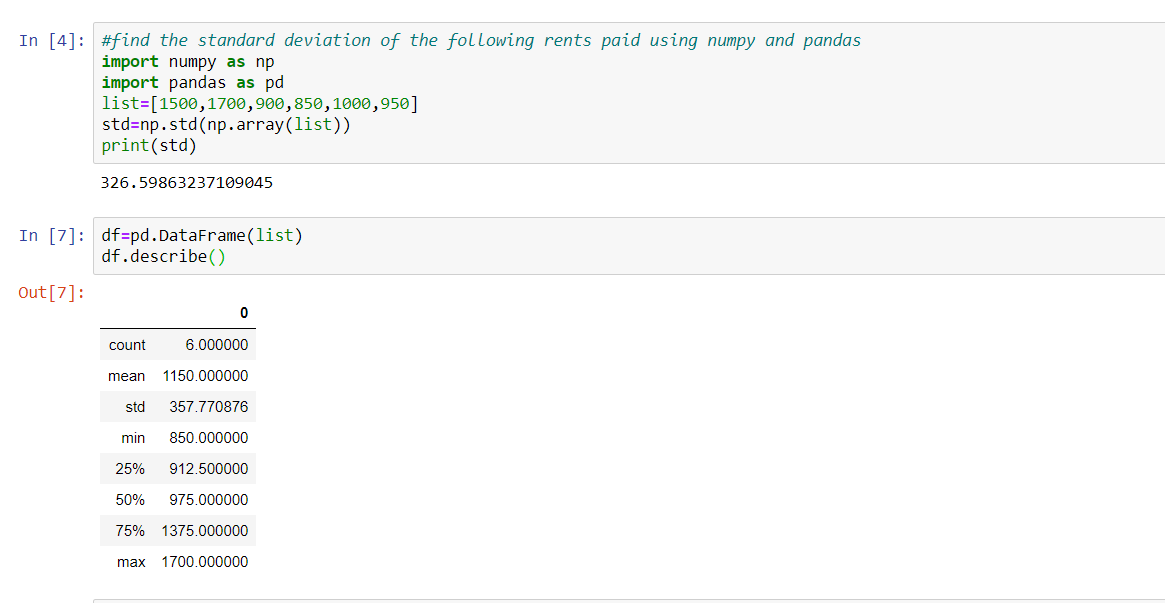 In [4]: #find the standard deviation of the following rents paid using numpy and pandas
import numpy as np
import pandas as pd
list=[1500,1700,900,850,1000,950]
std=np.std(np.array(list))
print(std)
326.59863237109045
In [7]: df=pd.DataFrame(list)
df.describe()
Out[7]:
0
count 6.000000
mean 1150.000000
std 357.770876
min 850.000000
25% 912.500000
50% 975.000000
75% 1375.000000
max 1700.000000